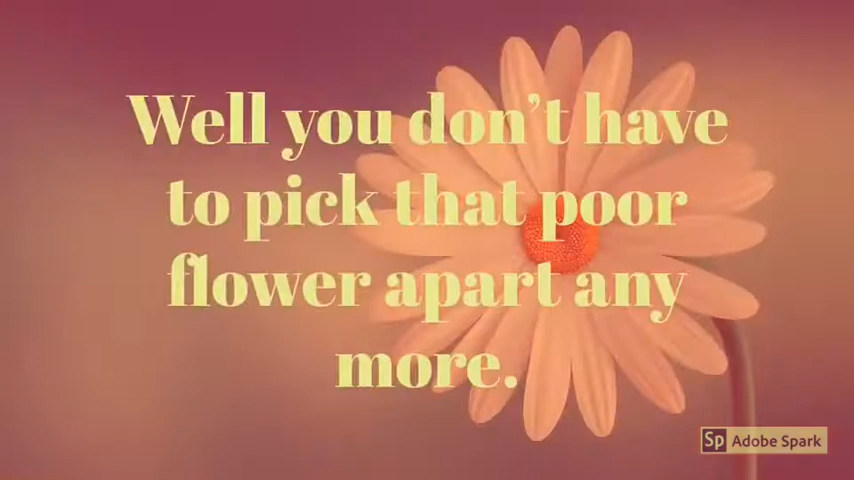 Well you don’t have
to pick that poor
flower apart any
more.
Sp Adobe Spark